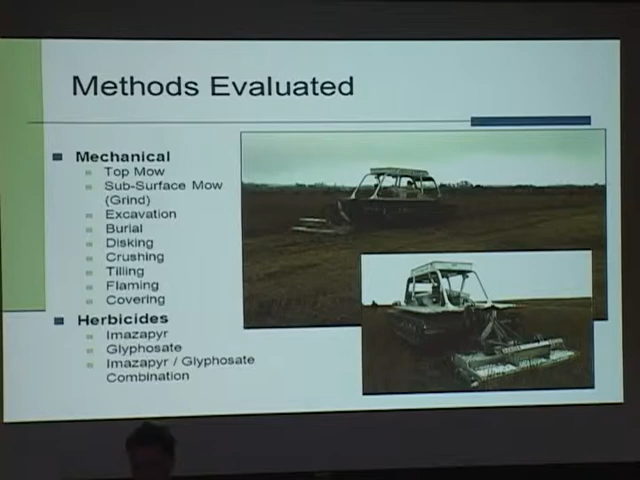 Methods Evaluated
Mechanical
Top Mow
Sub-Surface Mow
(Grind)
Excavation
Burial
Disking
Crushing
Tilling
Flaming
Covering
Herbicides
Imazapyr
Glyphosate
Imazapyr / Glyphosate
Combination